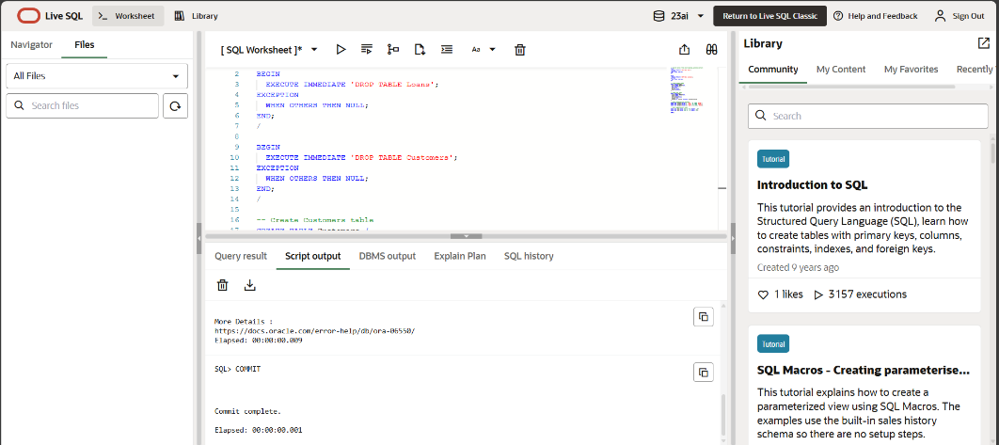 Live SQL
Worksheet
Library
23ai
Return to Live SQL Classic
Help and Feedback
Sign Out
Navigator
Files
All Files
Search files
[ SQL Worksheet ]*
Aa
2 BEGIN
3 EXECUTE IMMEDIATE 'DROP TABLE Loans';
4 EXCEPTION
5 WHEN OTHERS THEN NULL;
6 END;
7 /
8
9 BEGIN
10 EXECUTE IMMEDIATE 'DROP TABLE Customers';
11 EXCEPTION
12 WHEN OTHERS THEN NULL;
13 END;
14 /
15
16 -- Create Customers table
17 CREATE TABLE Customers (
Query result
Script output
DBMS output
Explain Plan
SQL history
More Details :
https://docs.oracle.com/error-help/db/ora-06550/
Elapsed: 00:00:00.009
SQL> COMMIT
Commit complete.
Elapsed: 00:00:00.001
Library
Community
My Content
My Favorites
Recently
Search
Tutorial
Introduction to SQL
This tutorial provides an introduction to the
Structured Query Language (SQL), learn how
to create tables with primary keys, columns,
constraints, indexes, and foreign keys.
Created 9 years ago
1 likes
3157 executions
Tutorial
SQL Macros - Creating parameterise...
This tutorial explains how to create a
parameterized view using SQL Macros. The
examples use the built-in sales history
schema so there are no setup steps.